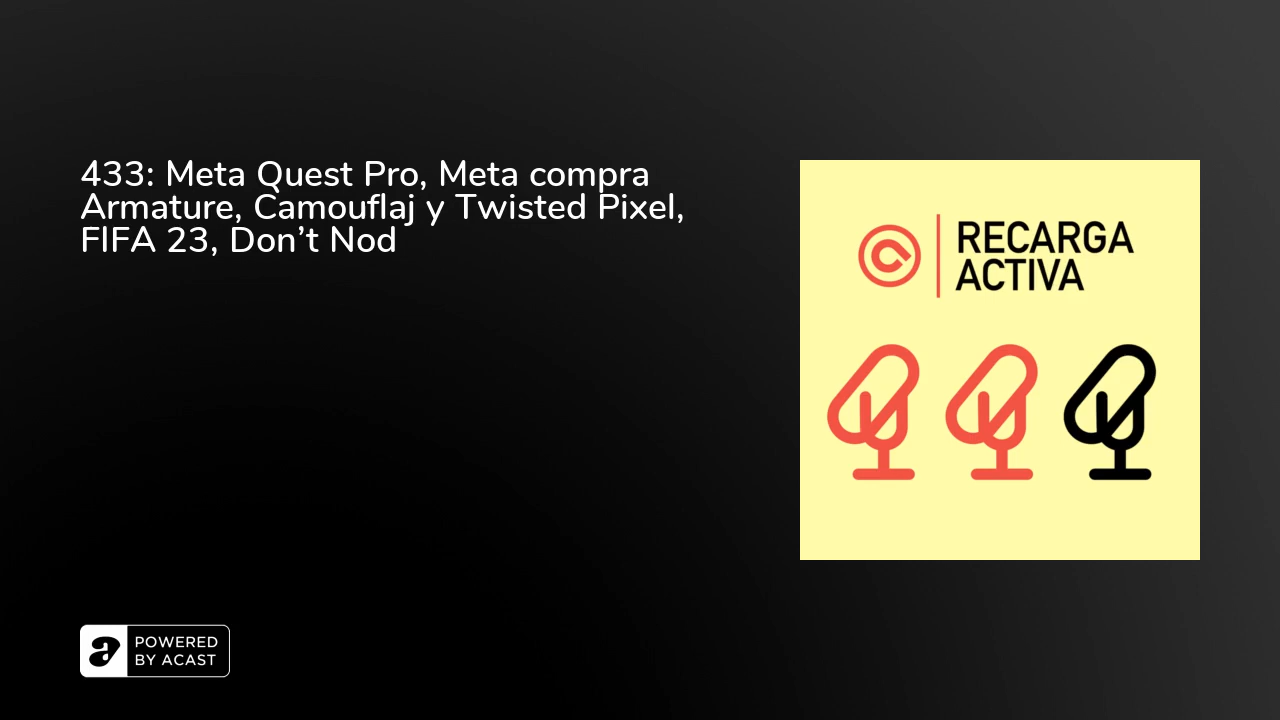 433: Meta Quest Pro, Meta compra
Armature, Camouflaj y Twisted Pixel,
FIFA 23, Don’t Nod
RECARGA
ACTIVA
POWERED
BY ACAST